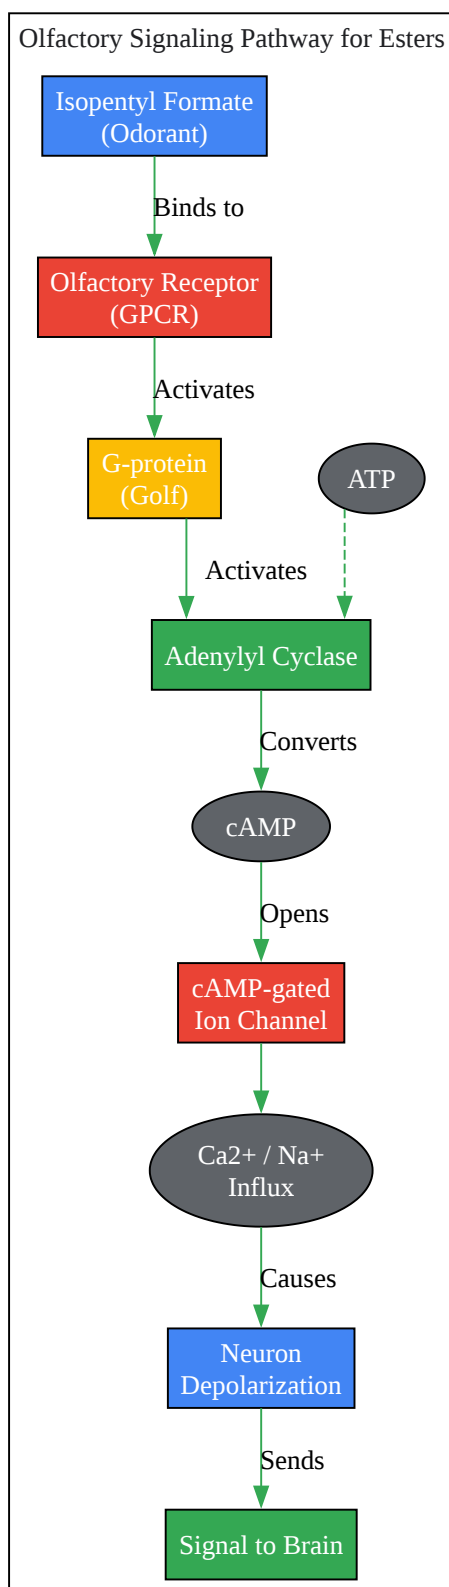 Olfactory Signaling Pathway for Esters
Isopentyl Formate
(Odorant)
Binds to
Olfactory Receptor
(GPCR)
Activates
G-protein
(Golf)
ATP
Activates
Adenylyl Cyclase
Converts
cAMP
Opens
cAMP-gated
Ion Channel
Ca2+ / Na+
Influx
Causes
Neuron
Depolarization
Sends
Signal to Brain